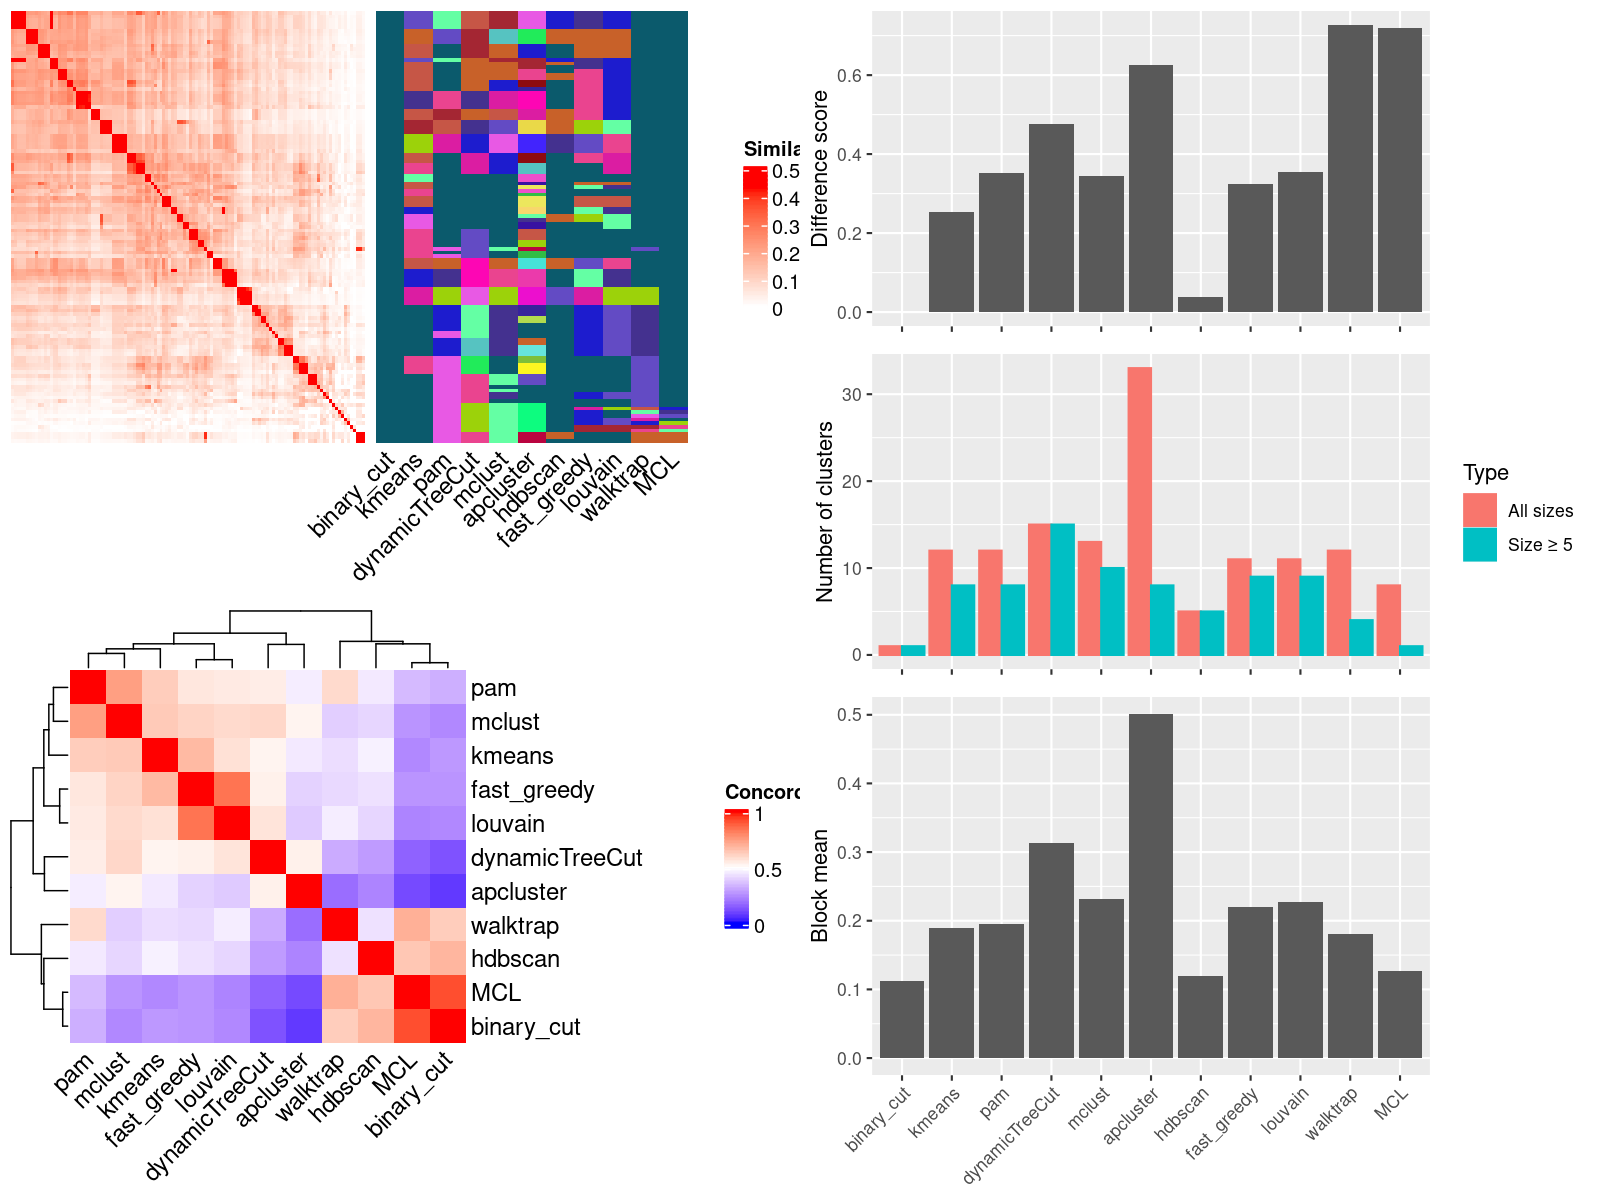 Simila
0.5
0.4
0.3
0.2
0.1
0
binary_cut
kmeans
pam
dynamicTreeCut
mclust
apcluster
hdbscan
fast_greedy
louvain
walktrap
MCL
pam
mclust
kmeans
fast_greedy
louvain
dynamicTreeCut
apcluster
walktrap
hdbscan
MCL
binary_cut
pam
mclust
kmeans
fast_greedy
louvain
dynamicTreeCut
apcluster
walktrap
hdbscan
MCL
binary_cut
Concord
1
0.5
0
Difference score
0.6
0.4
0.2
0.0
Number of clusters
30
20
10
0
Type
All sizes
Size ≥ 5
Block mean
0.5
0.4
0.3
0.2
0.1
0.0
binary_cut
kmeans
pam
dynamicTreeCut
mclust
apcluster
hdbscan
fast_greedy
louvain
walktrap
MCL